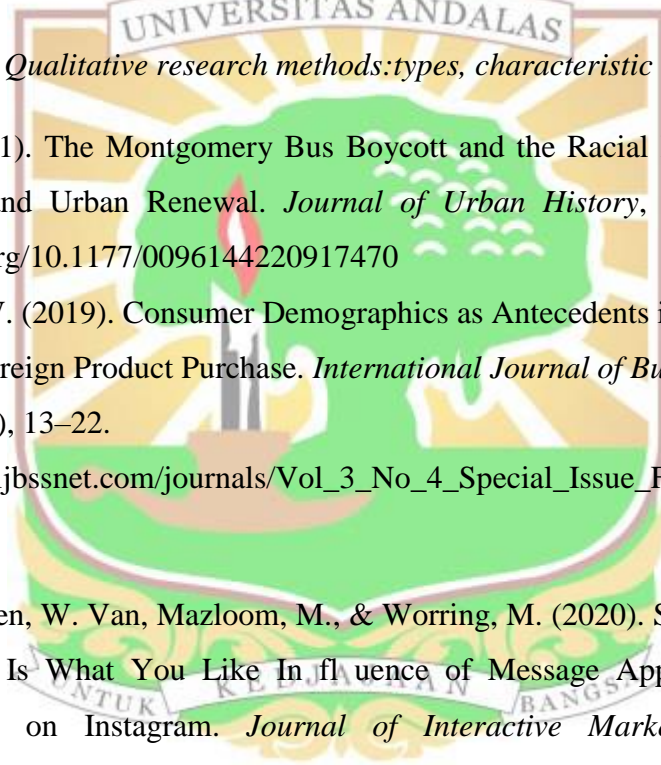 UNIVERSITAS ANDALAS
Qualitative research methods:types, characteristic
1). The Montgomery Bus Boycott and the Racial
nd Urban Renewal. Journal of Urban History,
rg/10.1177/0096144220917470
V. (2019). Consumer Demographics as Antecedents i
reign Product Purchase. International Journal of Bu
), 13–22.
jbssnet.com/journals/Vol_3_No_4_Special_Issue_F
en, W. Van, Mazloom, M., & Worring, M. (2020). S
Is What You Like In fl uence of Message App
on Instagram. Journal of Interactive Marke
UNTUK KEDJAJAAN BANGSA